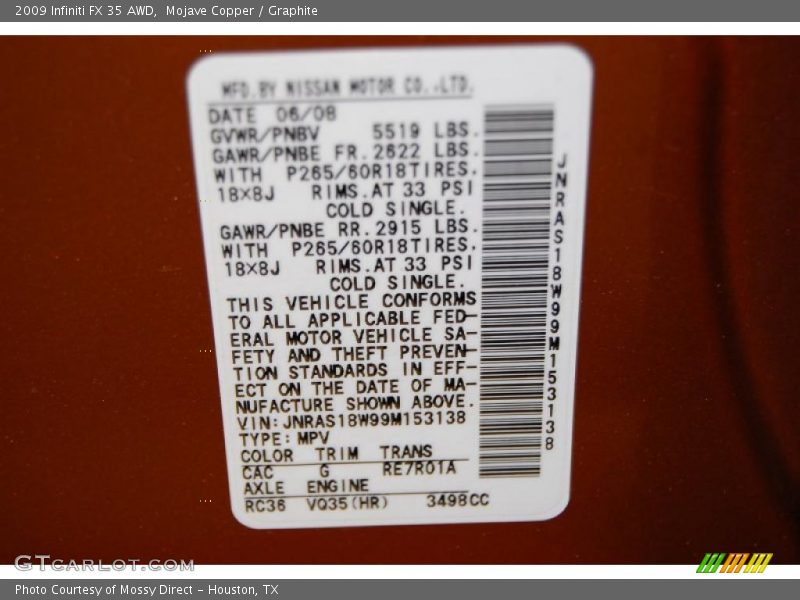 2009 Infiniti FX 35 AWD,  Mojave Copper / Graphite
MFD.BY NISSAN MOTOR CO.,LTD.
DATE 06/08
GVWR/PNBV 5519 LBS.
GAWR/PNBE FR.2622 LBS.
WITH P265/60R18TIRES.
18×8J RIMS.AT 33 PSI
COLD SINGLE.
GAWR/PNBE RR.2915 LBS.
WITH P265/60R18TIRES.
18×8J RIMS.AT 33 PSI
COLD SINGLE.
THIS VEHICLE CONFORMS
TO ALL APPLICABLE FED-
ERAL MOTOR VEHICLE SA-
FETY AND THEFT PREVEN-
TION STANDARDS IN EFF-
ECT ON THE DATE OF MA-
NUFACTURE SHOWN ABOVE.
VIN:JNRAS18W99M153138
TYPE:MPV
COLOR TRIM TRANS
CAC G RE7R01A
AXLE ENGINE
RC36 VQ35(HR) 3498CC
JNRAS18W99M153138
GTCARLOT.COM
Photo Courtesy of Mossy Direct – Houston, TX